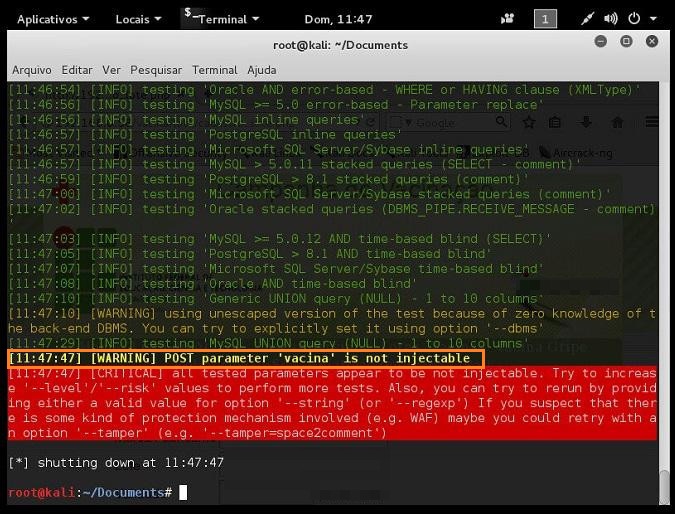 Aplicativos Locais Terminal Dom, 11:47 1
root@kali: ~/Documents
Arquivo Editar Ver Pesquisar Terminal Ajuda
[11:46:54] [INFO] testing 'Oracle AND error-based - WHERE or HAVING clause (XMLType)'
[11:46:56] [INFO] testing 'MySQL >= 5.0 error-based - Parameter replace'
[11:46:56] [INFO] testing 'MySQL inline queries'
[11:46:57] [INFO] testing 'PostgreSQL inline queries'
[11:46:57] [INFO] testing 'Microsoft SQL Server/Sybase inline queries'
[11:46:57] [INFO] testing 'MySQL > 5.0.11 stacked queries (SELECT - comment)'
[11:46:59] [INFO] testing 'PostgreSQL > 8.1 stacked queries (comment)'
[11:47:00] [INFO] testing 'Microsoft SQL Server/Sybase stacked queries (comment)'
[11:47:02] [INFO] testing 'Oracle stacked queries (DBMS_PIPE.RECEIVE_MESSAGE - comment)
'
[11:47:03] [INFO] testing 'MySQL >= 5.0.12 AND time-based blind (SELECT)'
[11:47:05] [INFO] testing 'PostgreSQL > 8.1 AND time-based blind'
[11:47:07] [INFO] testing 'Microsoft SQL Server/Sybase time-based blind'
[11:47:08] [INFO] testing 'Oracle AND time-based blind'
[11:47:10] [INFO] testing 'Generic UNION query (NULL) - 1 to 10 columns'
[11:47:10] [WARNING] using unescaped version of the test because of zero knowledge of t
he back-end DBMS. You can try to explicitly set it using option '--dbms'
[11:47:29] [INFO] testing 'MySQL UNION query (NULL) - 1 to 10 columns'
[11:47:47] [WARNING] POST parameter 'vacina' is not injectable
[11:47:47] [CRITICAL] all tested parameters appear to be not injectable. Try to increas
e '--level'/'--risk' values to perform more tests. Also, you can try to rerun by provid
ing either a valid value for option '--string' (or '--regexp') If you suspect that ther
e is some kind of protection mechanism involved (e.g. WAF) maybe you could retry with a
n option '--tamper' (e.g. '--tamper=space2comment')
[*] shutting down at 11:47:47
root@kali:~/Documents#
Google
Aircrack-ng
Gripe